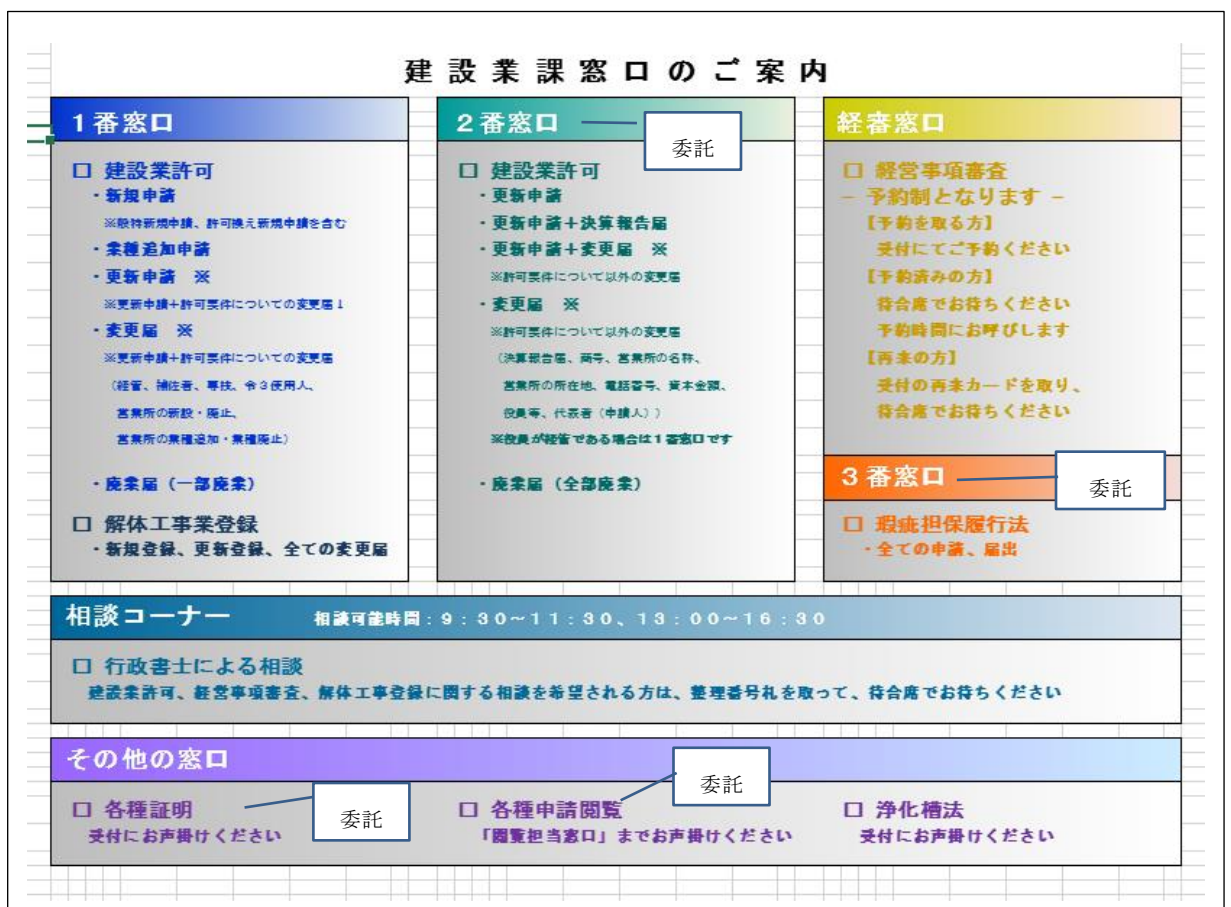 建設業課窓口のご案内
1番窓口
□ 建設業許可
・新規申請
※般特新規申請、許可換え新規申請を含む
・業種追加申請
・更新申請 ※
※更新申請+許可要件についての変更届↓
・変更届 ※
※更新申請+許可要件についての変更届
(経管、補佐者、専技、令3使用人、
営業所の新設・廃止、
営業所の業種追加・業種廃止)
・廃業届(一部廃業)
□ 解体工事業登録
・新規登録、更新登録、全ての変更届
2番窓口
委託
□ 建設業許可
・更新申請
・更新申請+決算報告届
・更新申請+変更届 ※
※許可要件について以外の変更届
・変更届 ※
※許可要件について以外の変更届
(決算報告届、商号、営業所の名称、
営業所の所在地、電話番号、資本金額、
役員等、代表者(申請人))
※役員が経管である場合は1番窓口です
・廃業届(全部廃業)
経審窓口
□ 経営事項審査
- 予約制となります -
【予約を取る方】
受付にてご予約ください
【予約済みの方】
待合席でお待ちください
予約時間にお呼びします
【再来の方】
受付の再来カードを取り、
待合席でお待ちください
3番窓口
委託
□ 瑕疵担保履行法
・全ての申請、届出
相談コーナー 相談可能時間:9:30~11:30、13:00~16:30
□ 行政書士による相談
建設業許可、経営事項審査、解体工事登録に関する相談を希望される方は、整理番号札を取って、待合席でお待ちください
その他の窓口
□ 各種証明
委託
受付にお声掛けください
□ 各種申請閲覧
委託
「閲覧担当窓口」までお声掛けください
□ 浄化槽法
受付にお声掛けください